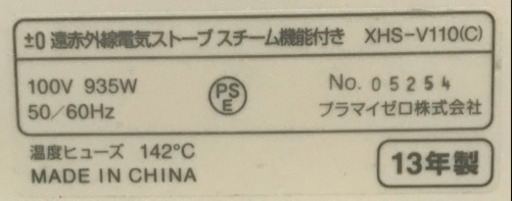 ±0 遠赤外線電気ストーブ スチーム機能付き XHS-V110(C)
100V 935W
50／60Hz
PS
E
No. 05254
プラマイゼロ株式会社
温度ヒューズ 142℃
MADE IN CHINA
13年製